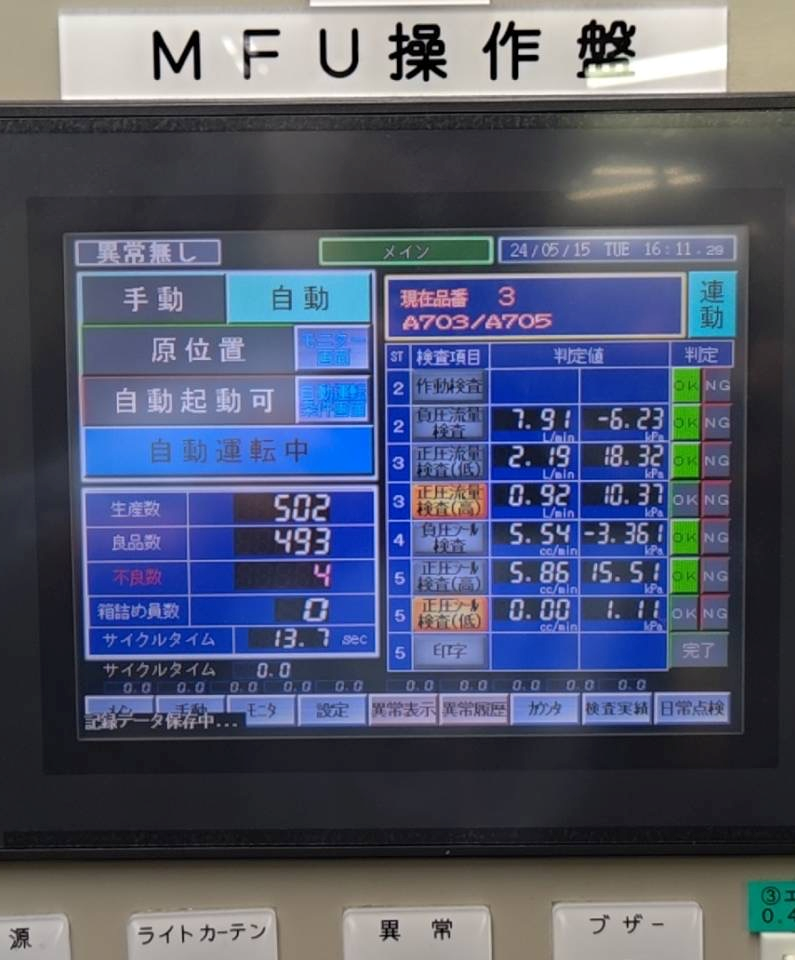 MFU操作盤
異常無し メイン 24/05/15 TUE 16:11.29
手動 自動 現在品番 3 連動
A703/A705
原位置 モニター画面
自動起動可 自動運転条件画面
自動運転中
ST 検査項目 判定値 判定
2 作動検査 OK NG
2 負圧流量検査 7.91 L/min -6.23 kPa OK NG
3 正圧流量検査(低) 2.19 L/min 18.32 kPa OK NG
3 正圧流量検査(高) 0.92 L/min 10.37 kPa OK NG
4 負圧シール検査 5.54 cc/min -3.361 kPa OK NG
5 正圧シール検査(高) 5.86 cc/min 15.51 kPa OK NG
5 正圧シール検査(低) 0.00 cc/min 1.11 kPa OK NG
5 印字 完了
生産数 502
良品数 493
不良数 4
箱詰め員数 0
サイクルタイム 13.7 sec
サイクルタイム 0.0
0.0 0.0 0.0 0.0 0.0 0.0 0.0 0.0 0.0 0.0
メイン 手動 モニタ 設定 異常表示 異常履歴 カウンタ 検査実績 日常点検
記録データ保存中...
源 ライトカーテン 異常 ブザー
③エ
0.4